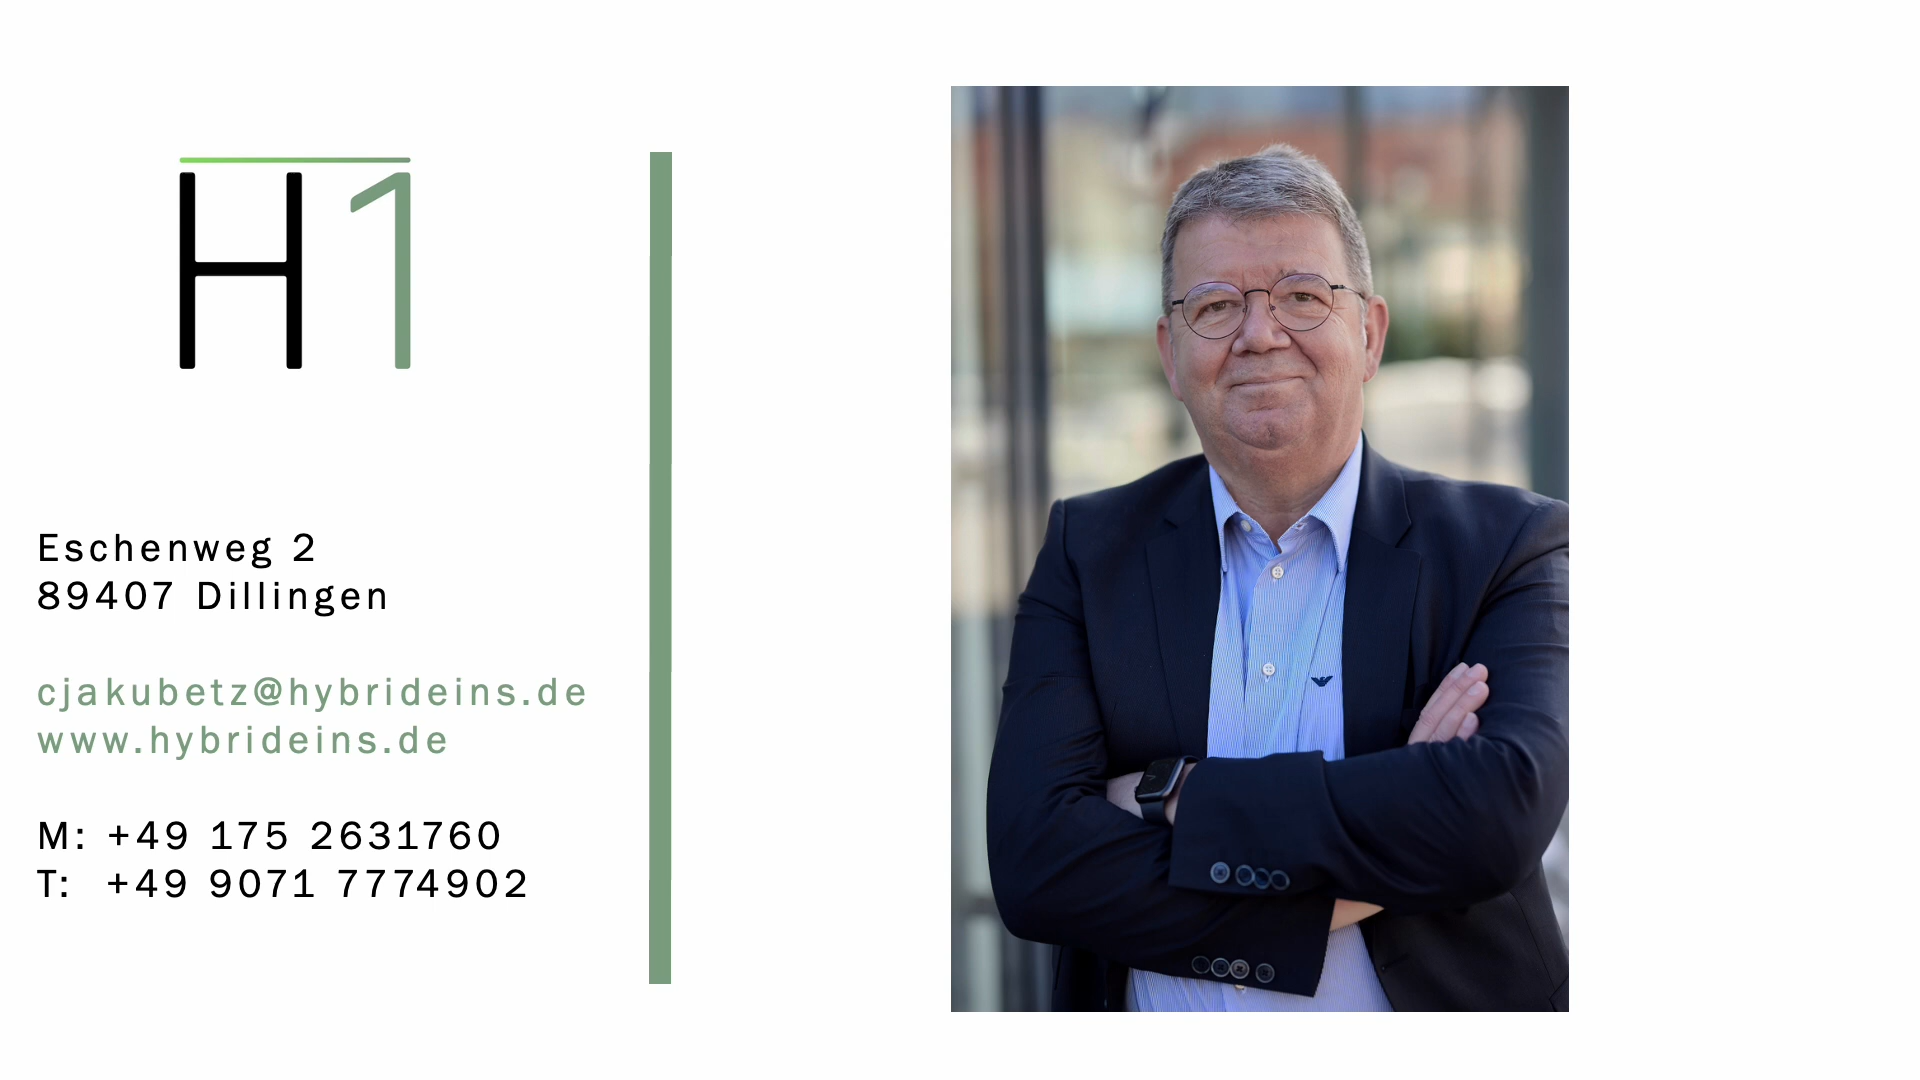 H1
Eschenweg 2
89407 Dillingen
cjakubetz@hybrideins.de
www.hybrideins.de
M: +49 175 2631760
T: +49 9071 7774902